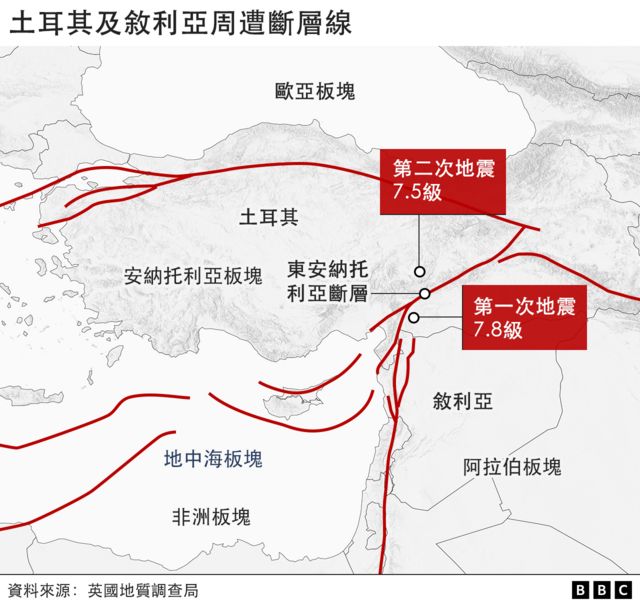 土耳其及敘利亞周遭斷層線
歐亞板塊
第二次地震
7.5級
土耳其
安納托利亞板塊
東安納托
利亞斷層
第一次地震
7.8級
敘利亞
地中海板塊
阿拉伯板塊
非洲板塊
資料來源：英國地質調查局
BBC